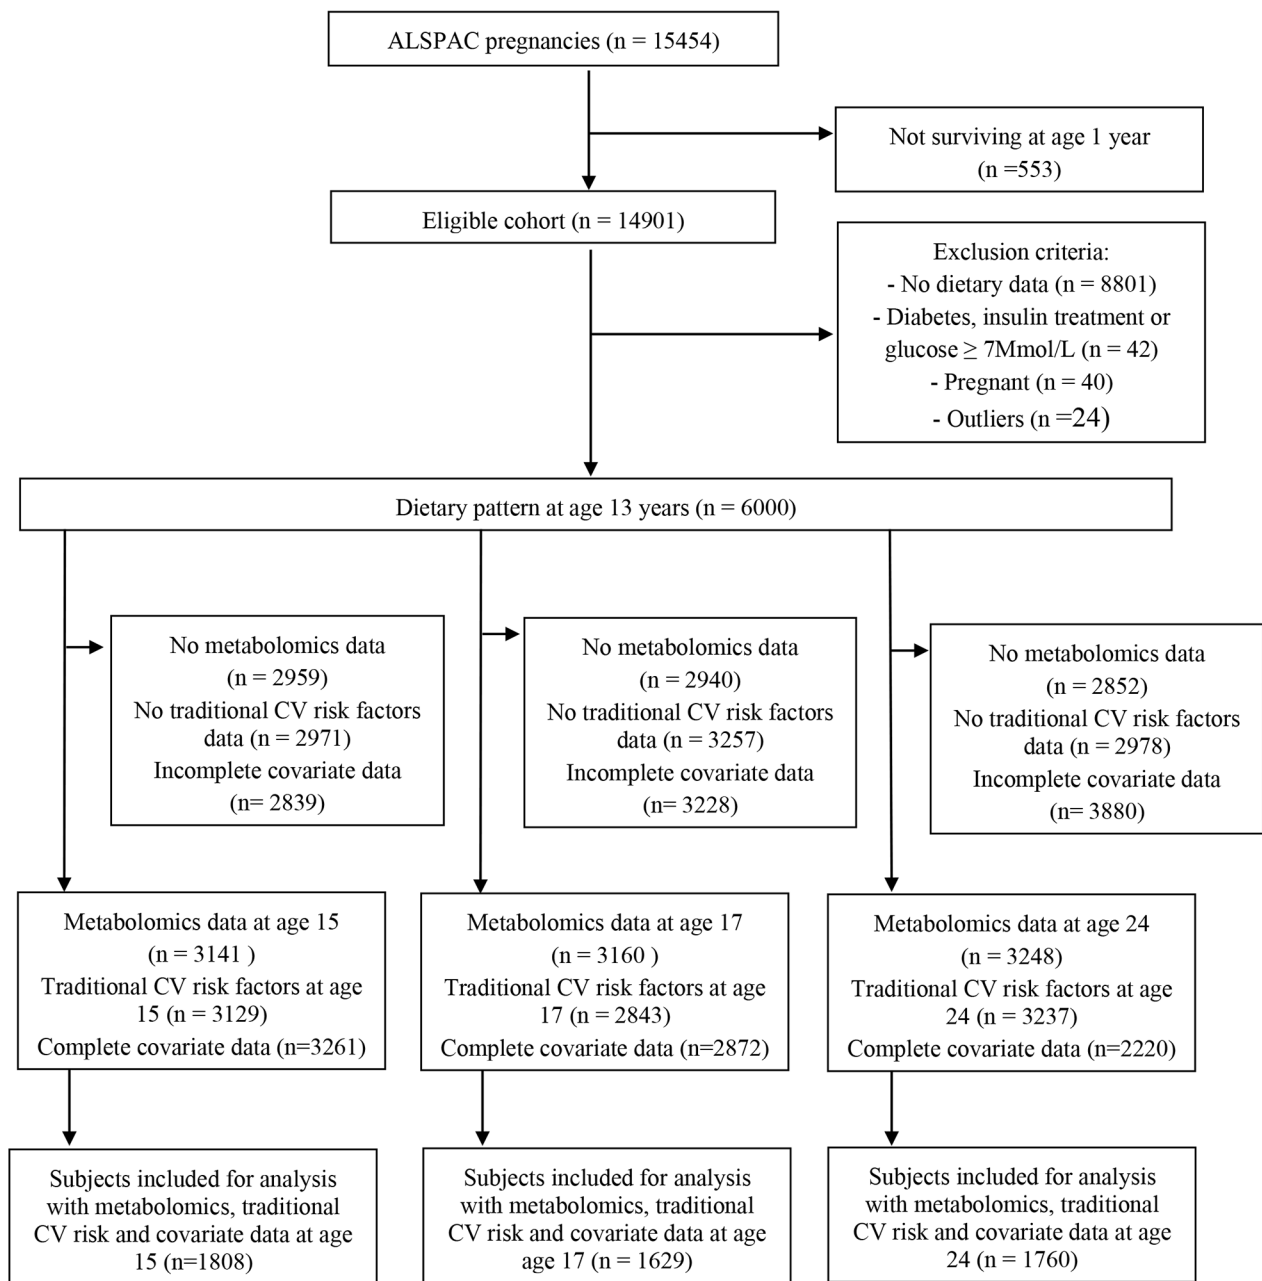 ALSPAC pregnancies (n = 15454)
Not surviving at age 1 year
(n =553)
Eligible cohort (n = 14901)
Exclusion criteria:
- No dietary data (n = 8801)
- Diabetes, insulin treatment or
glucose ≥ 7Mmol/L (n = 42)
- Pregnant (n = 40)
- Outliers (n =24)
Dietary pattern at age 13 years (n = 6000)
No metabolomics data
(n = 2959)
No traditional CV risk factors
data (n = 2971)
Incomplete covariate data
(n= 2839)
No metabolomics data
(n = 2940)
No traditional CV risk factors
data (n = 3257)
Incomplete covariate data
(n= 3228)
No metabolomics data
(n = 2852)
No traditional CV risk factors
data (n = 2978)
Incomplete covariate data
(n= 3880)
Metabolomics data at age 15
(n = 3141 )
Traditional CV risk factors at age
15 (n = 3129)
Complete covariate data (n=3261)
Metabolomics data at age 17
(n = 3160 )
Traditional CV risk factors at age
17 (n = 2843)
Complete covariate data (n=2872)
Metabolomics data at age 24
(n = 3248)
Traditional CV risk factors at age
24 (n = 3237)
Complete covariate data (n=2220)
Subjects included for analysis
with metabolomics, traditional
CV risk and covariate data at age
15 (n=1808)
Subjects included for analysis
with metabolomics, traditional
CV risk and covariate data at age
age 17 (n = 1629)
Subjects included for analysis
with metabolomics, traditional
CV risk and covariate data at age
24 (n = 1760)